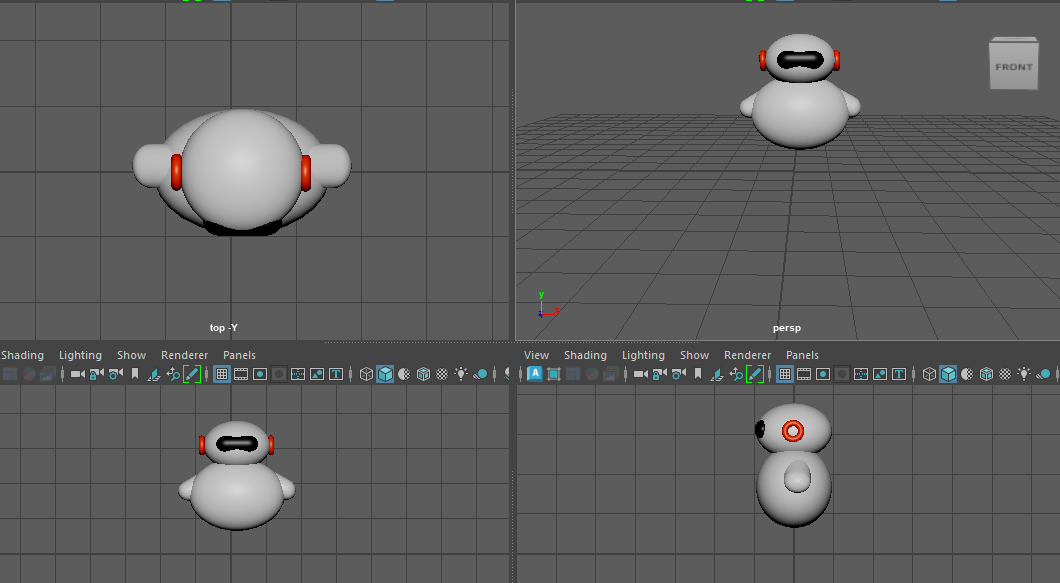 FRONT
y
top -Y
persp
Shading Lighting Show Renderer Panels
View Shading Lighting Show Renderer Panels